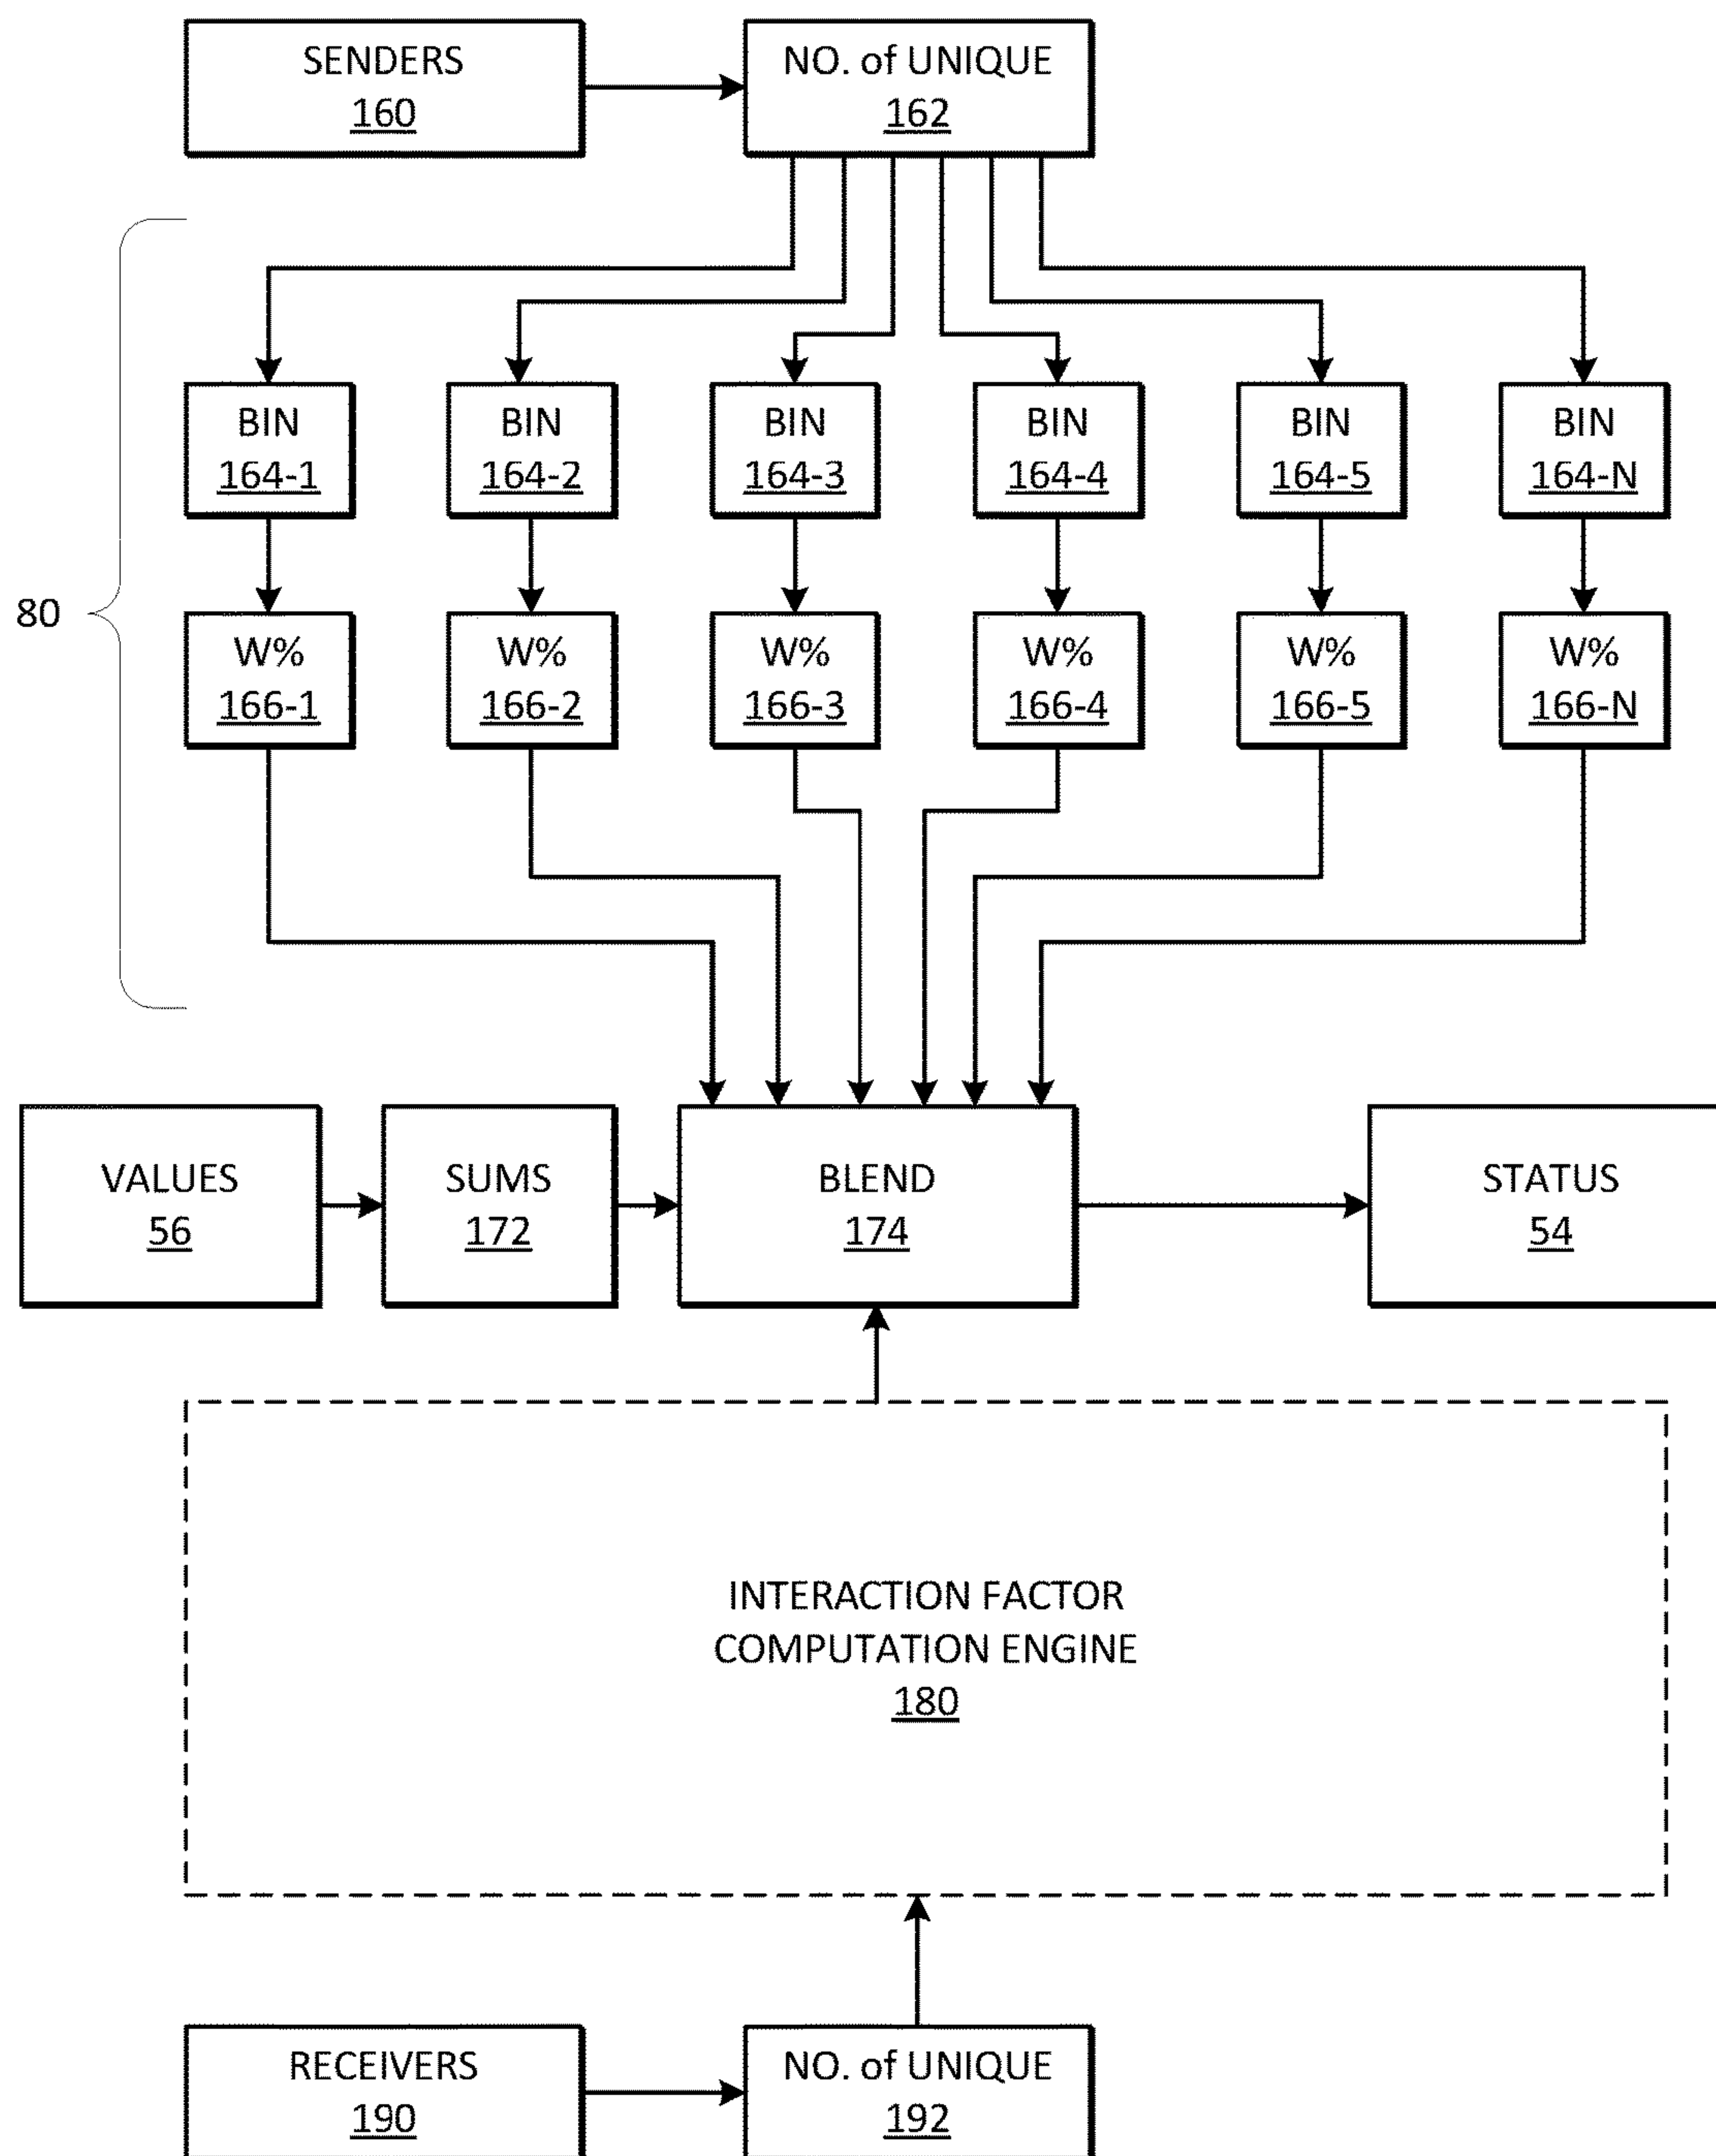 SENDERS
160
NO. of UNIQUE
162
80
BIN
164-1
BIN
164-2
BIN
164-3
BIN
164-4
BIN
164-5
BIN
164-N
W%
166-1
W%
166-2
W%
166-3
W%
166-4
W%
166-5
W%
166-N
VALUES
56
SUMS
172
BLEND
174
STATUS
54
INTERACTION FACTOR
COMPUTATION ENGINE
180
RECEIVERS
190
NO. of UNIQUE
192